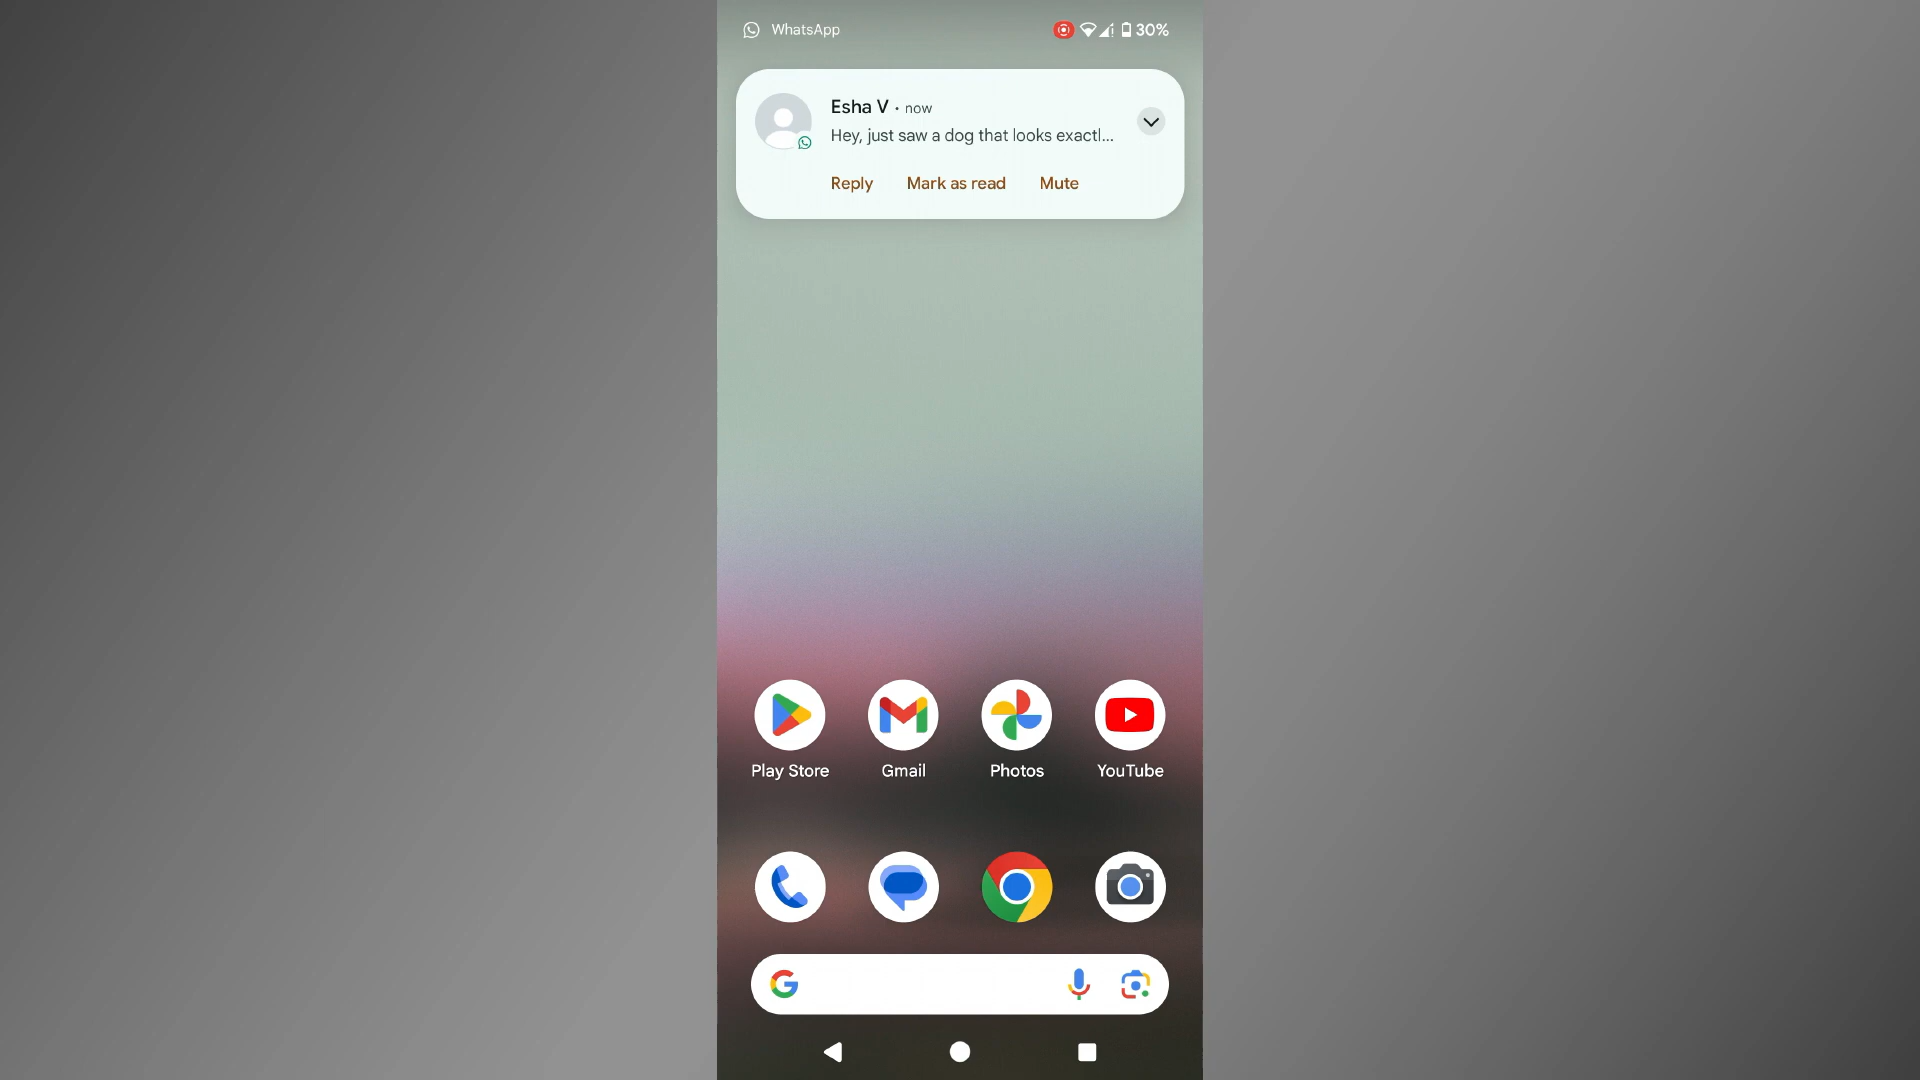 WhatsApp 30%
Esha V • now
Hey, just saw a dog that looks exactl...
Reply Mark as read Mute
Play Store Gmail Photos YouTube